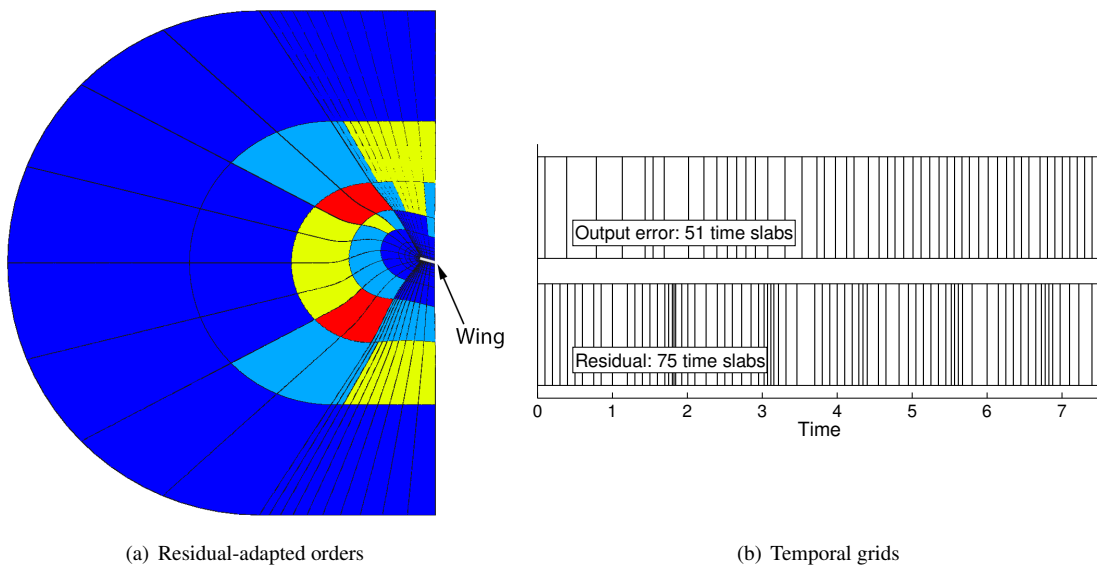 Wing
(a) Residual-adapted orders
Output error: 51 time slabs
Residual: 75 time slabs
0 1 2 3 4 5 6 7
Time
(b) Temporal grids